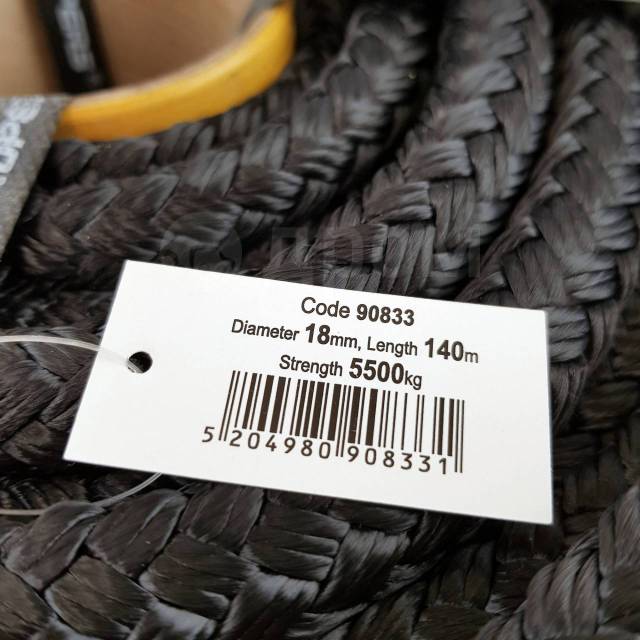 Code 90833
Diameter 18mm, Length 140m
Strength 5500kg
5 204980 908331